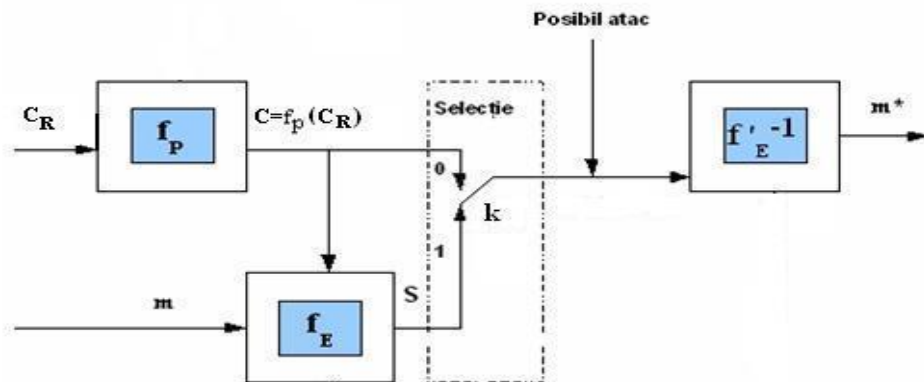 Posibil atac
C_R
f_P
C=f_p(C_R)
Selecție
0
k
1
f'_E -1
m*
m
f_E
S